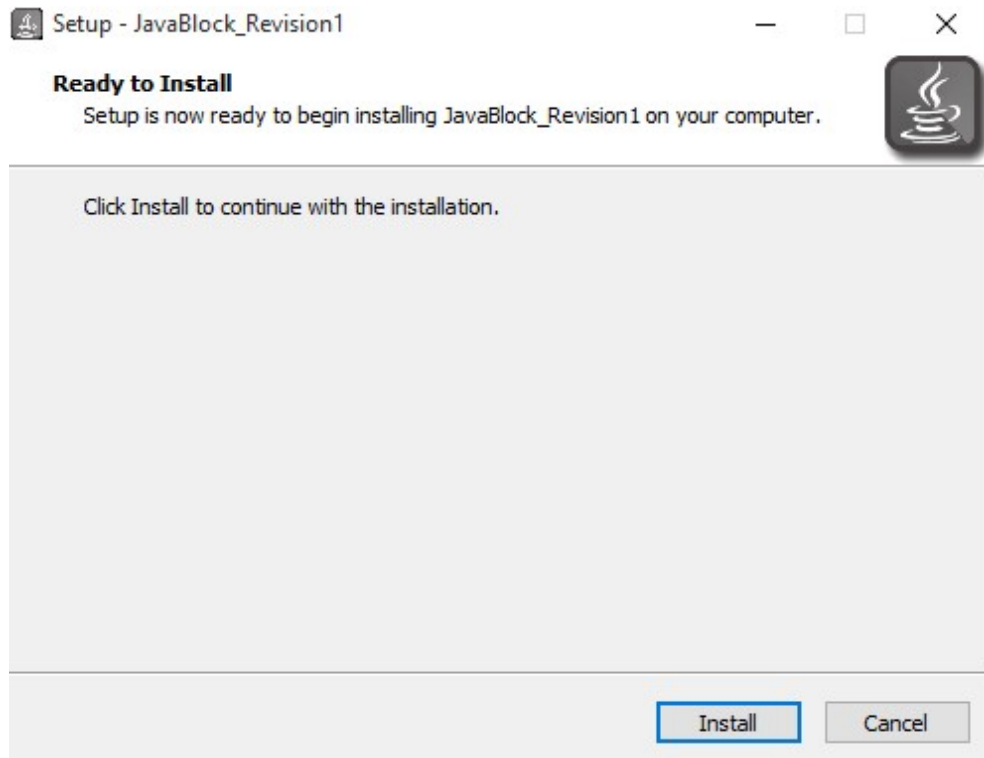 Setup - JavaBlock_Revision1
Ready to Install
Setup is now ready to begin installing JavaBlock_Revision1 on your computer.
Click Install to continue with the installation.
Install
Cancel